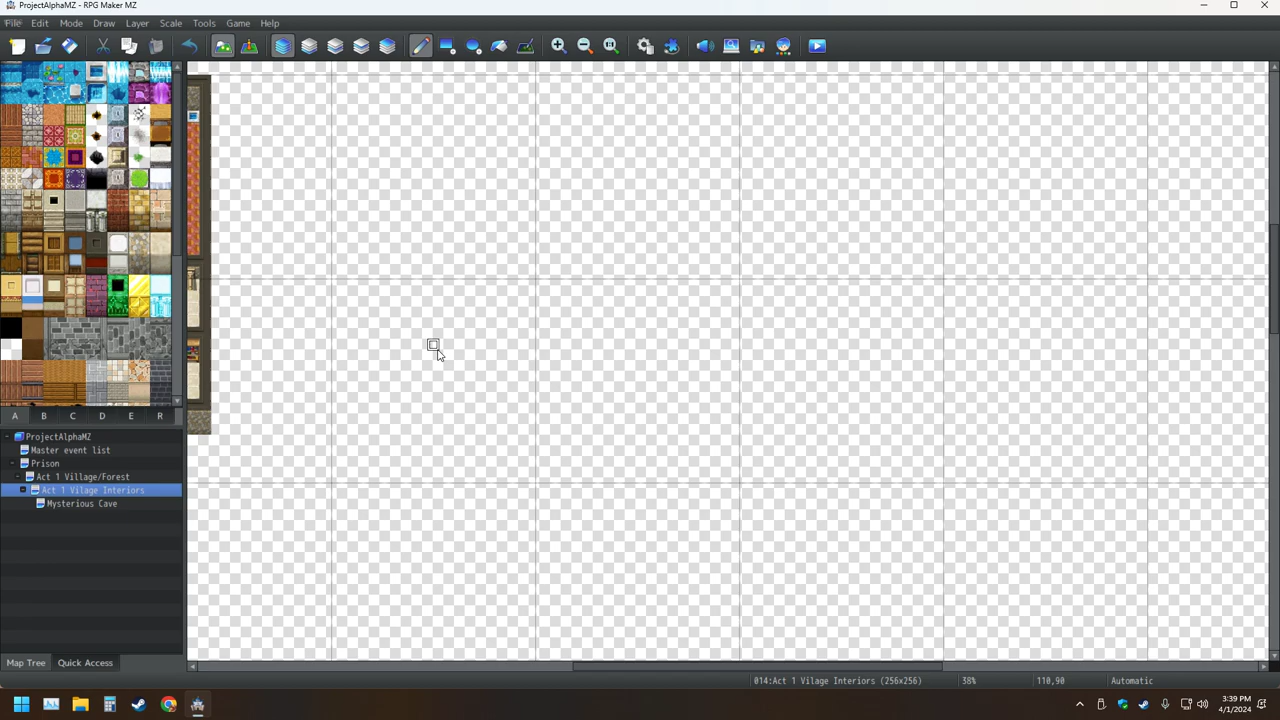 ProjectAlphaMZ - RPG Maker MZ
File Edit Mode Draw Layer Scale Tools Game Help
A B C D E R
ProjectAlphaMZ
Master event list
Prison
Act 1 Village/Forest
Act 1 Vilage Interiors
Mysterious Cave
Map Tree Quick Access
014:Act 1 Vilage Interiors (256x256) 38% 110,90 Automatic
3:39 PM
4/1/2024